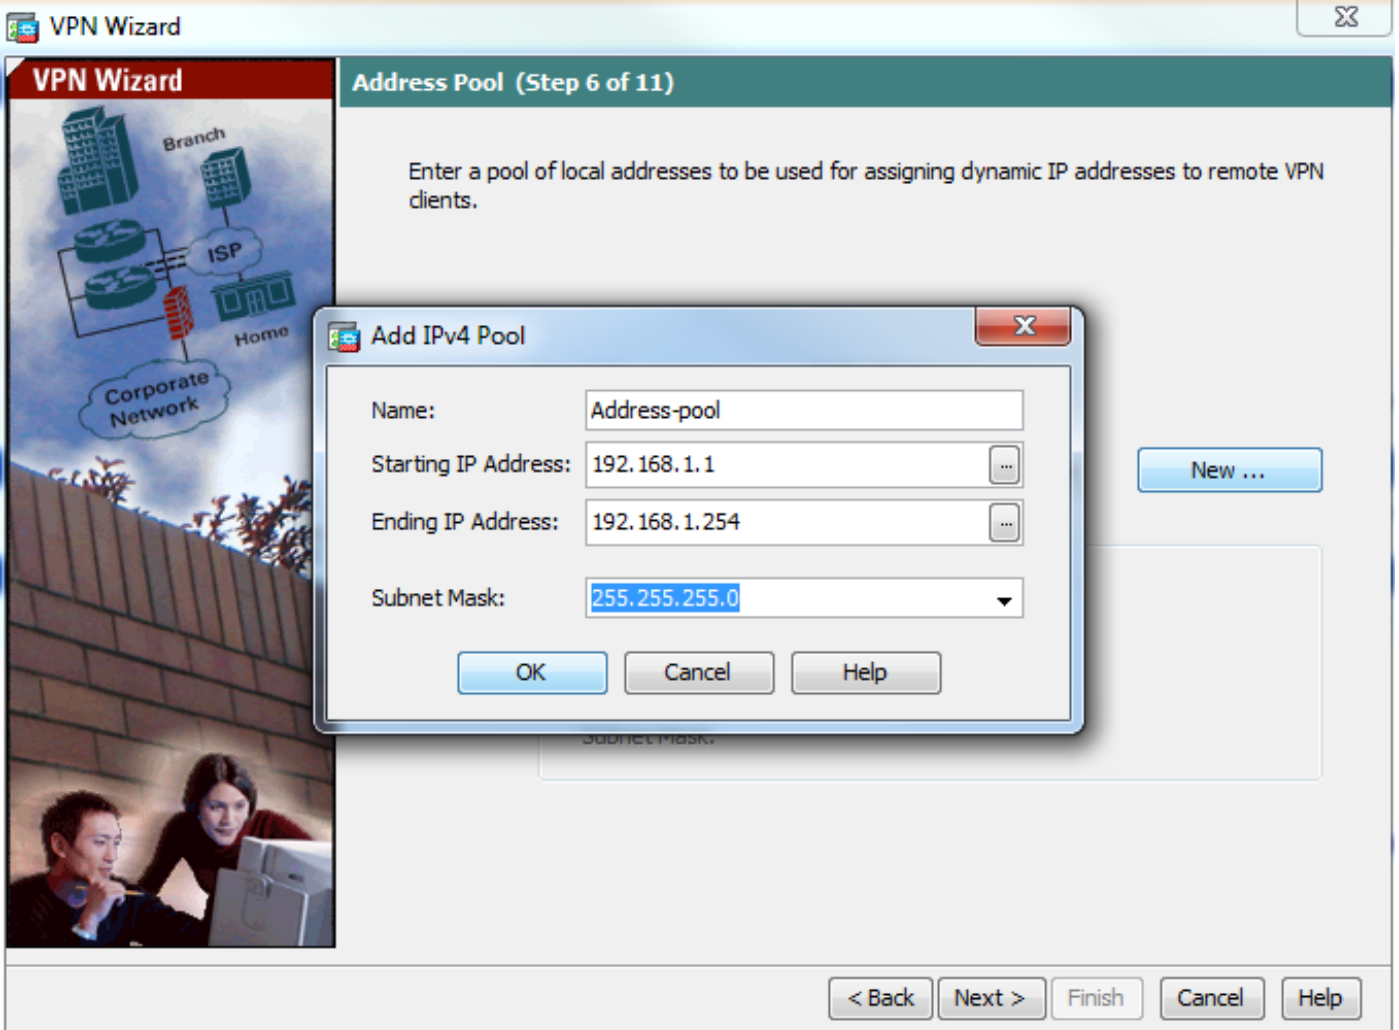 VPN Wizard
VPN Wizard
Address Pool (Step 6 of 11)
Branch
ISP
Home
Corporate
Network
Enter a pool of local addresses to be used for assigning dynamic IP addresses to remote VPN
clients.
New ...
Add IPv4 Pool
Name: Address-pool
Starting IP Address: 192.168.1.1 ...
Ending IP Address: 192.168.1.254 ...
Subnet Mask: 255.255.255.0
OK Cancel Help
Subnet Mask:
< Back Next > Finish Cancel Help